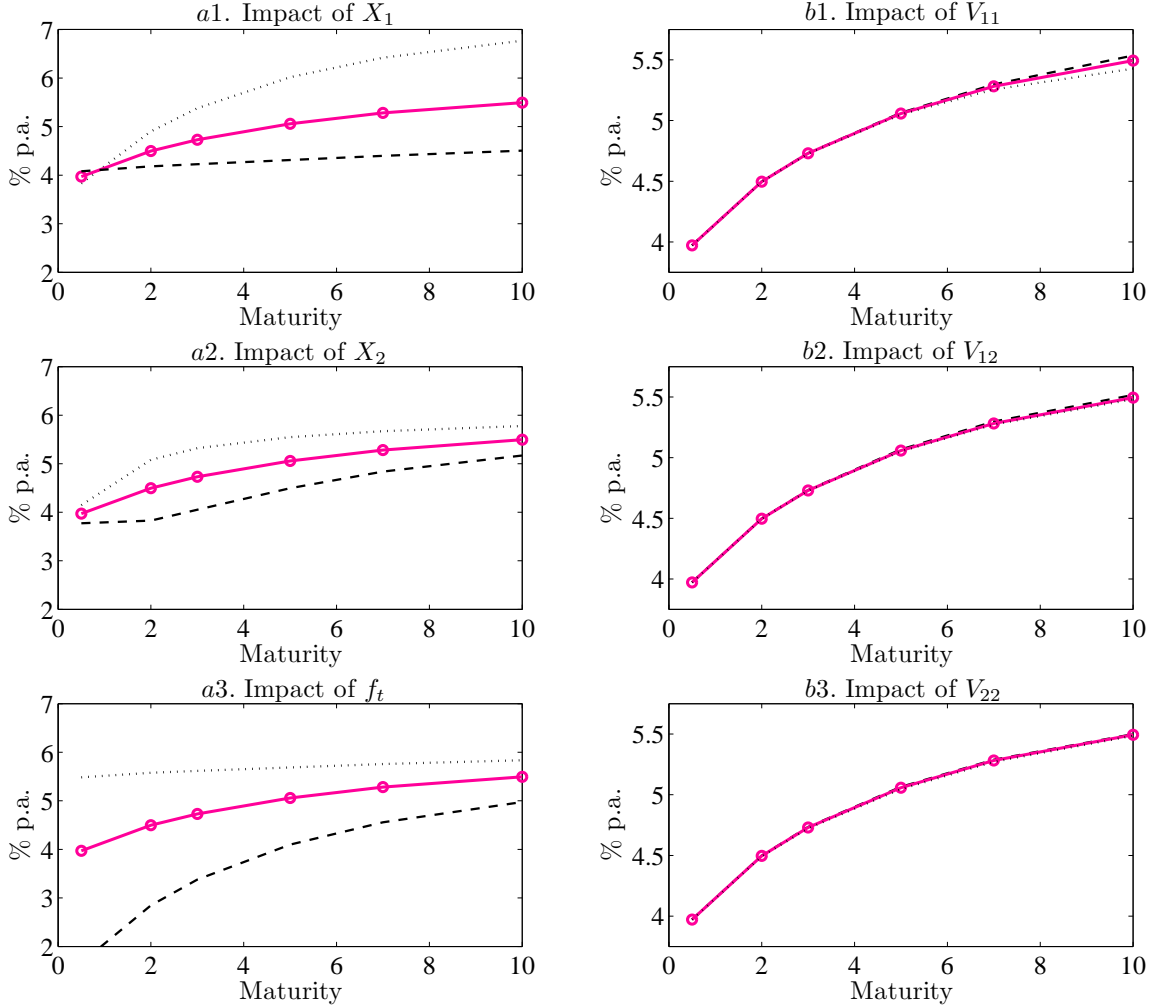 a1. Impact of X1
7
6
5
4
3
2
% p.a.
0 2 4 6 8 10
Maturity
b1. Impact of V11
5.5
5
4.5
4
% p.a.
0 2 4 6 8 10
Maturity
a2. Impact of X2
7
6
5
4
3
2
% p.a.
0 2 4 6 8 10
Maturity
b2. Impact of V12
5.5
5
4.5
4
% p.a.
0 2 4 6 8 10
Maturity
a3. Impact of ft
7
6
5
4
3
2
% p.a.
0 2 4 6 8 10
Maturity
b3. Impact of V22
5.5
5
4.5
4
% p.a.
0 2 4 6 8 10
Maturity